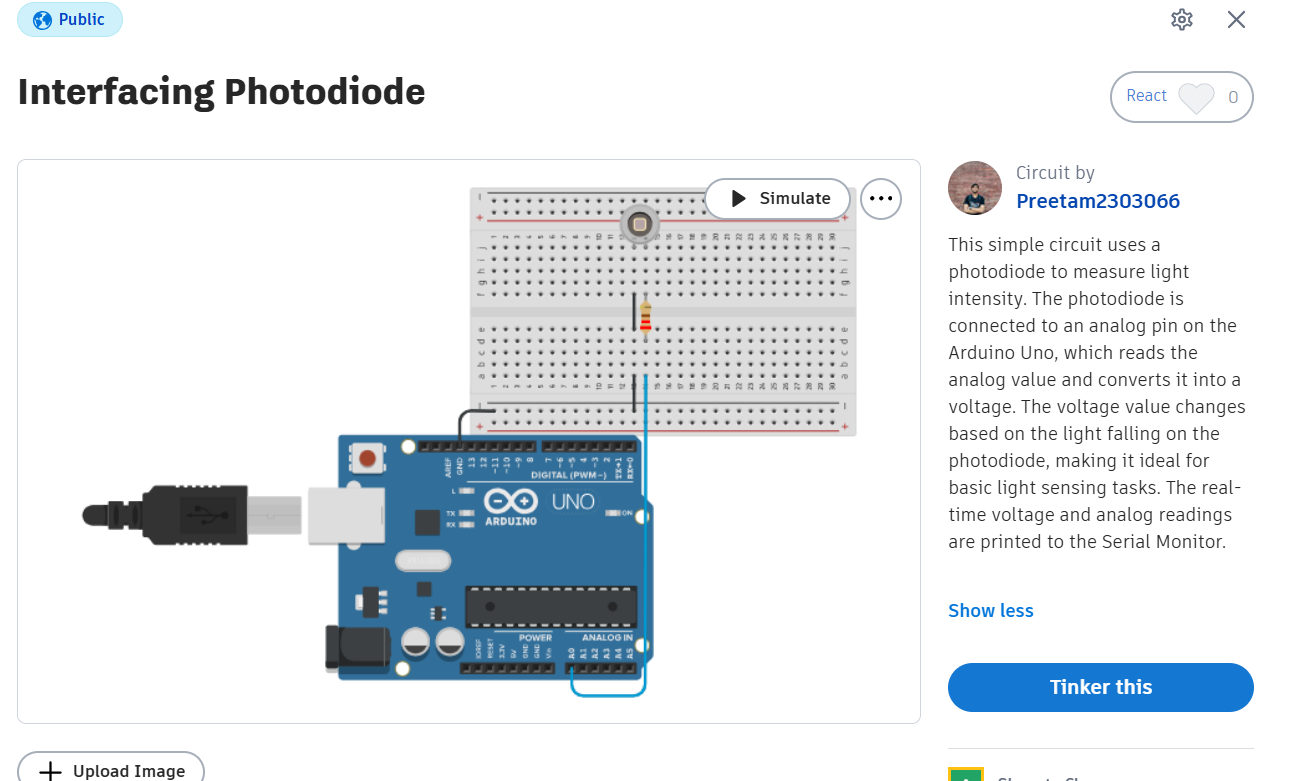 Public
Interfacing Photodiode
React 0
Simulate
Circuit by
Preetam2303066
This simple circuit uses a
photodiode to measure light
intensity. The photodiode is
connected to an analog pin on the
Arduino Uno, which reads the
analog value and converts it into a
voltage. The voltage value changes
based on the light falling on the
photodiode, making it ideal for
basic light sensing tasks. The real-
time voltage and analog readings
are printed to the Serial Monitor.
Show less
Tinker this
j
i
h
g
f
e
d
c
b
a
AREF GND 13 12 ~11 ~10 ~9 8 7 ~6 ~5 4 ~3 2 TX→1 RX←0
DIGITAL (PWM~)
L
TX
RX
UNO
ARDUINO
ON
POWER
ANALOG IN
IOREF RESET 3.3V 5V GND GND Vin A0 A1 A2 A3 A4 A5
Upload Image